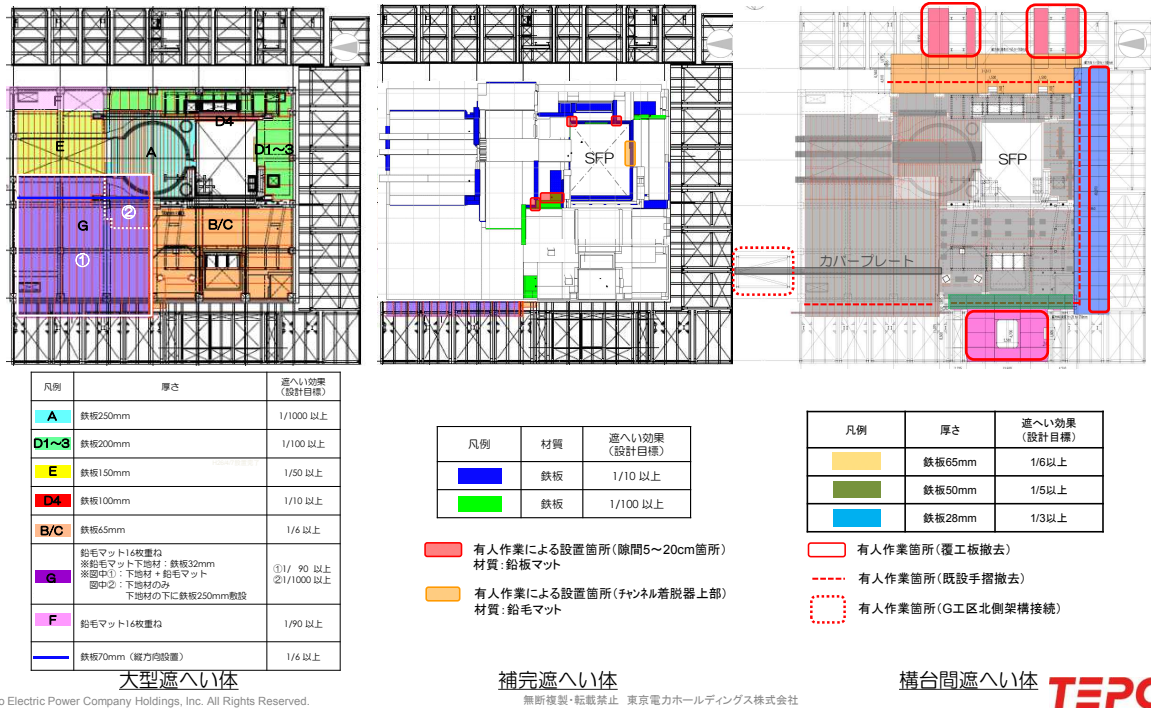 F
D4
E
A
D1～3
②
G
B/C
①
凡例
厚さ
遮へい効果
(設計目標)
A
鉄板250mm
1/1000 以上
D1～3
鉄板200mm
1/100 以上
E
鉄板150mm
1/50 以上
D4
鉄板100mm
1/10 以上
B/C
鉄板65mm
1/6 以上
G
鉛毛マット16枚重ね
※鉛毛マット下地材：鉄板32mm
※図中①：下地材 + 鉛毛マット
図中②：下地材のみ
下地材の下に鉄板250mm敷設
①1/ 90 以上
②1/1000 以上
F
鉛毛マット16枚重ね
1/90 以上
鉄板70mm（縦方向設置）
1/6 以上
大型遮へい体
SFP
凡例
材質
遮へい効果
(設計目標)
鉄板
1/10 以上
鉄板
1/100 以上
有人作業による設置箇所(隙間5～20cm箇所)
材質：鉛板マット
有人作業による設置箇所(チャンネル着脱器上部)
材質：鉛毛マット
補完遮へい体
SFP
カバープレート
凡例
厚さ
遮へい効果
(設計目標)
鉄板65mm
1/6以上
鉄板50mm
1/5以上
鉄板28mm
1/3以上
有人作業箇所(覆工板撤去)
有人作業箇所(既設手摺撤去)
有人作業箇所(G工区北側架構接続)
構台間遮へい体
o Electric Power Company Holdings, Inc. All Rights Reserved.
無断複製・転載禁止 東京電力ホールディングス株式会社
TEPC